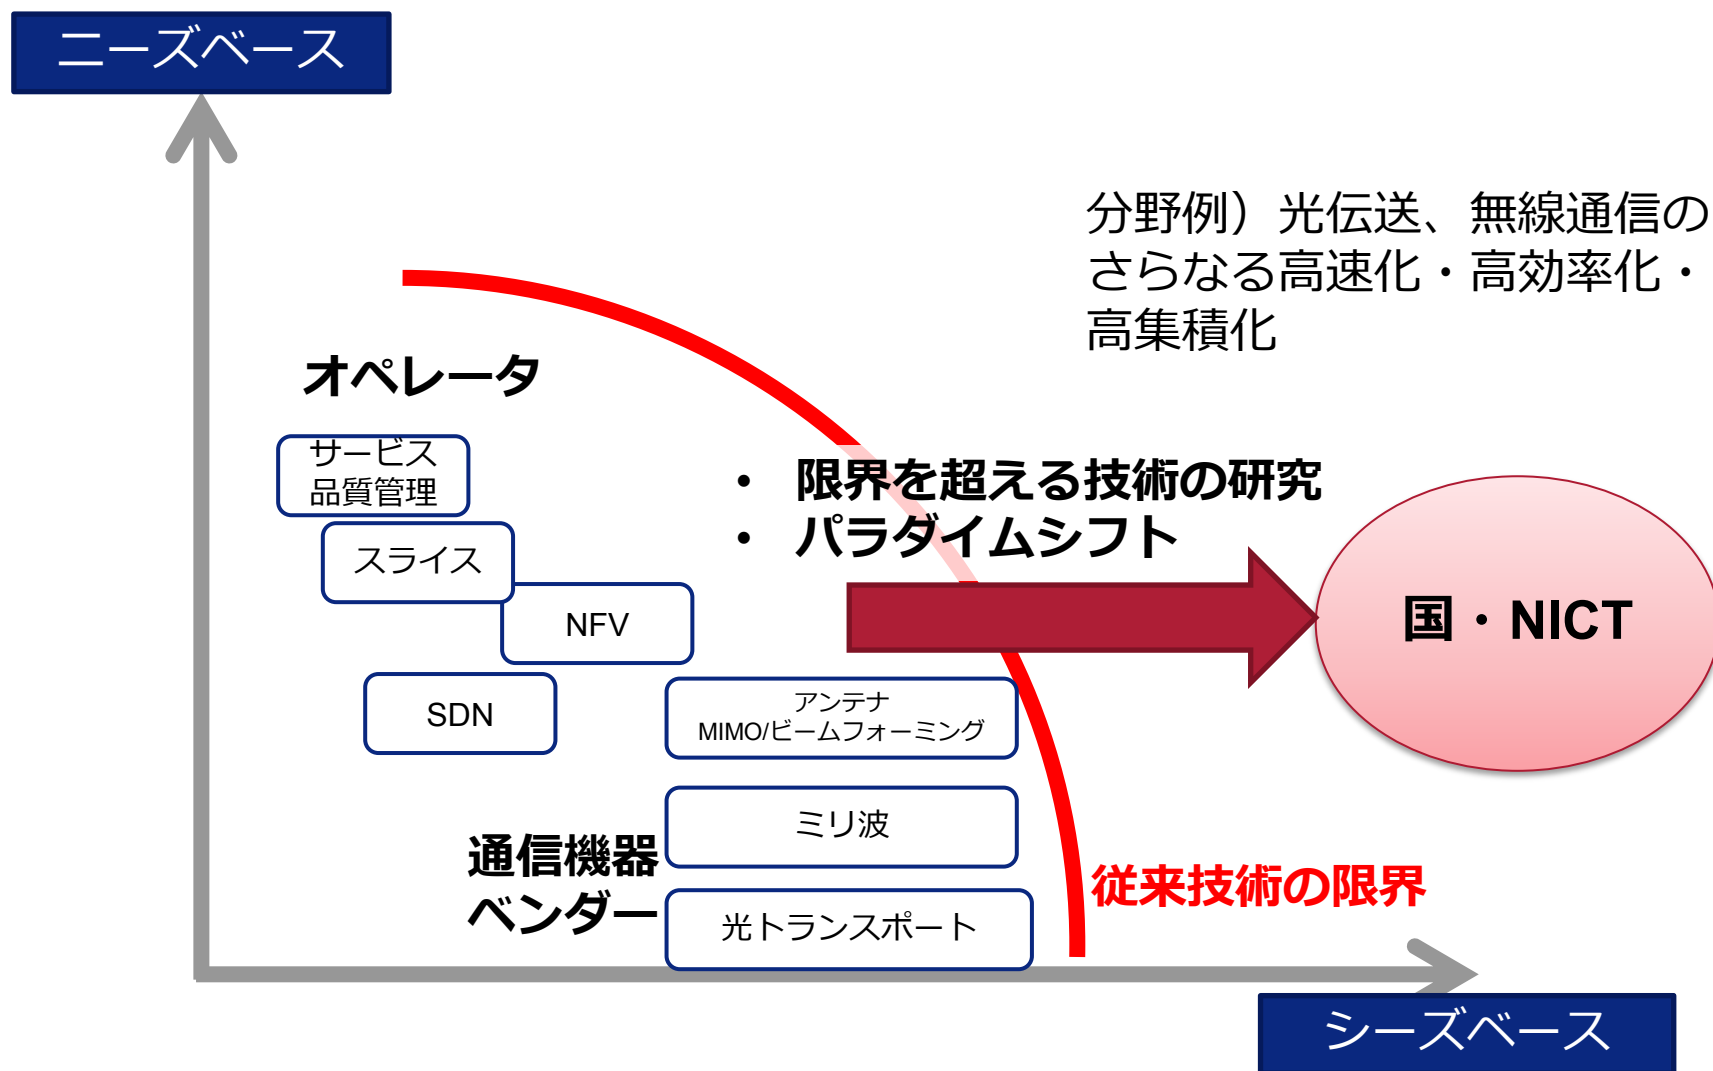 ニーズベース
分野例）光伝送、無線通信の
さらなる高速化・高効率化・
高集積化
オペレータ
サービス
品質管理
スライス
NFV
SDN
• 限界を超える技術の研究
• パラダイムシフト
国・NICT
アンテナ
MIMO/ビームフォーミング
ミリ波
通信機器
ベンダー
光トランスポート
従来技術の限界
シーズベース